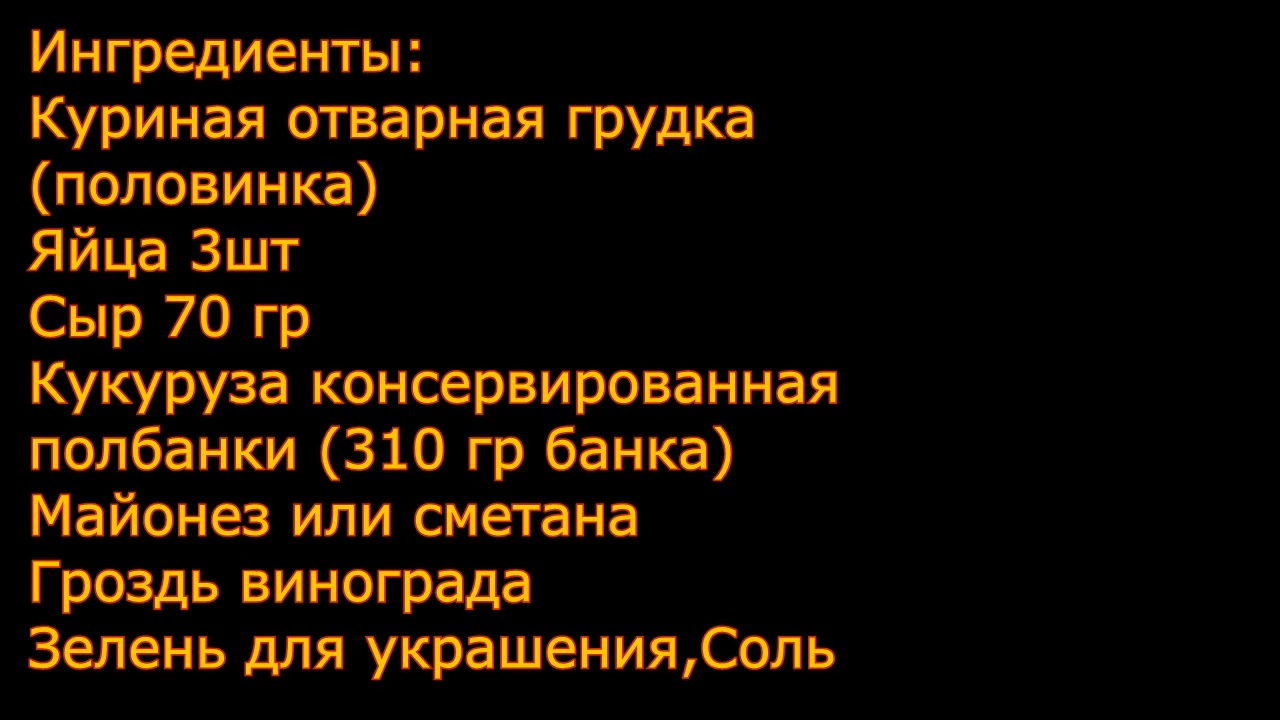 Ингредиенты:
Куриная отварная грудка
(половинка)
Яйца 3шт
Сыр 70 гр
Кукуруза консервированная
полбанки (310 гр банка)
Майонез или сметана
Гроздь винограда
Зелень для украшения,Соль